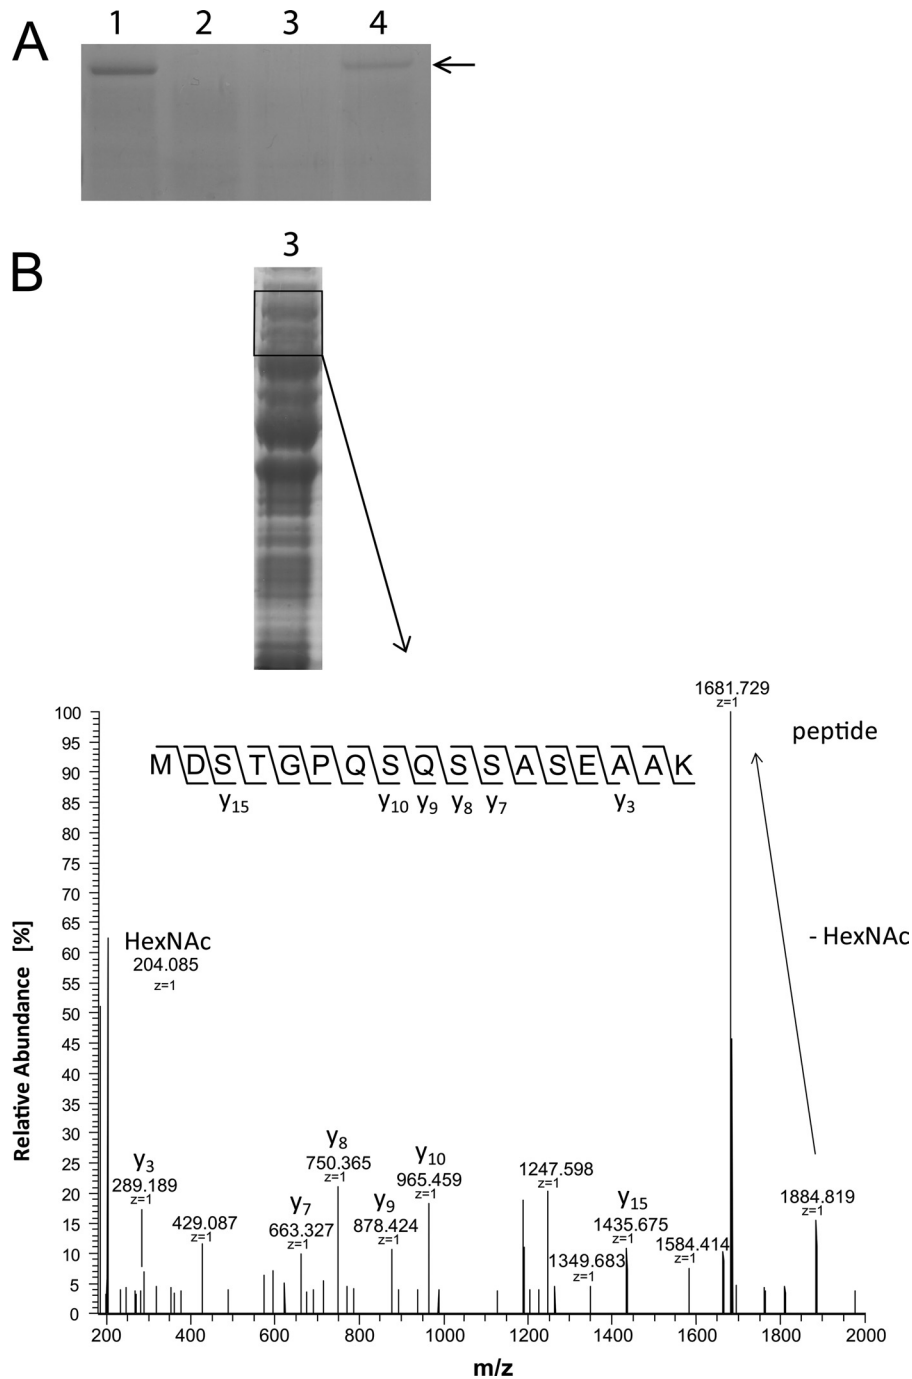 A
1 2 3 4
B
3
1681.729
z=1
peptide
M D S T G P Q S Q S S A S E A A K
y15 y10 y9 y8 y7 y3
- HexNAc
HexNAc
204.085
z=1
y3
289.189
z=1
429.087
z=1
y7
663.327
z=1
y8
750.365
z=1
y9
878.424
z=1
y10
965.459
z=1
1247.598
z=1
1349.683
z=1
y15
1435.675
z=1
1584.414
z=1
1884.819
z=1
100
95
90
85
80
75
70
65
60
55
50
45
40
35
30
25
20
15
10
5
0
Relative Abundance [%]
200 400 600 800 1000 1200 1400 1600 1800 2000
m/z